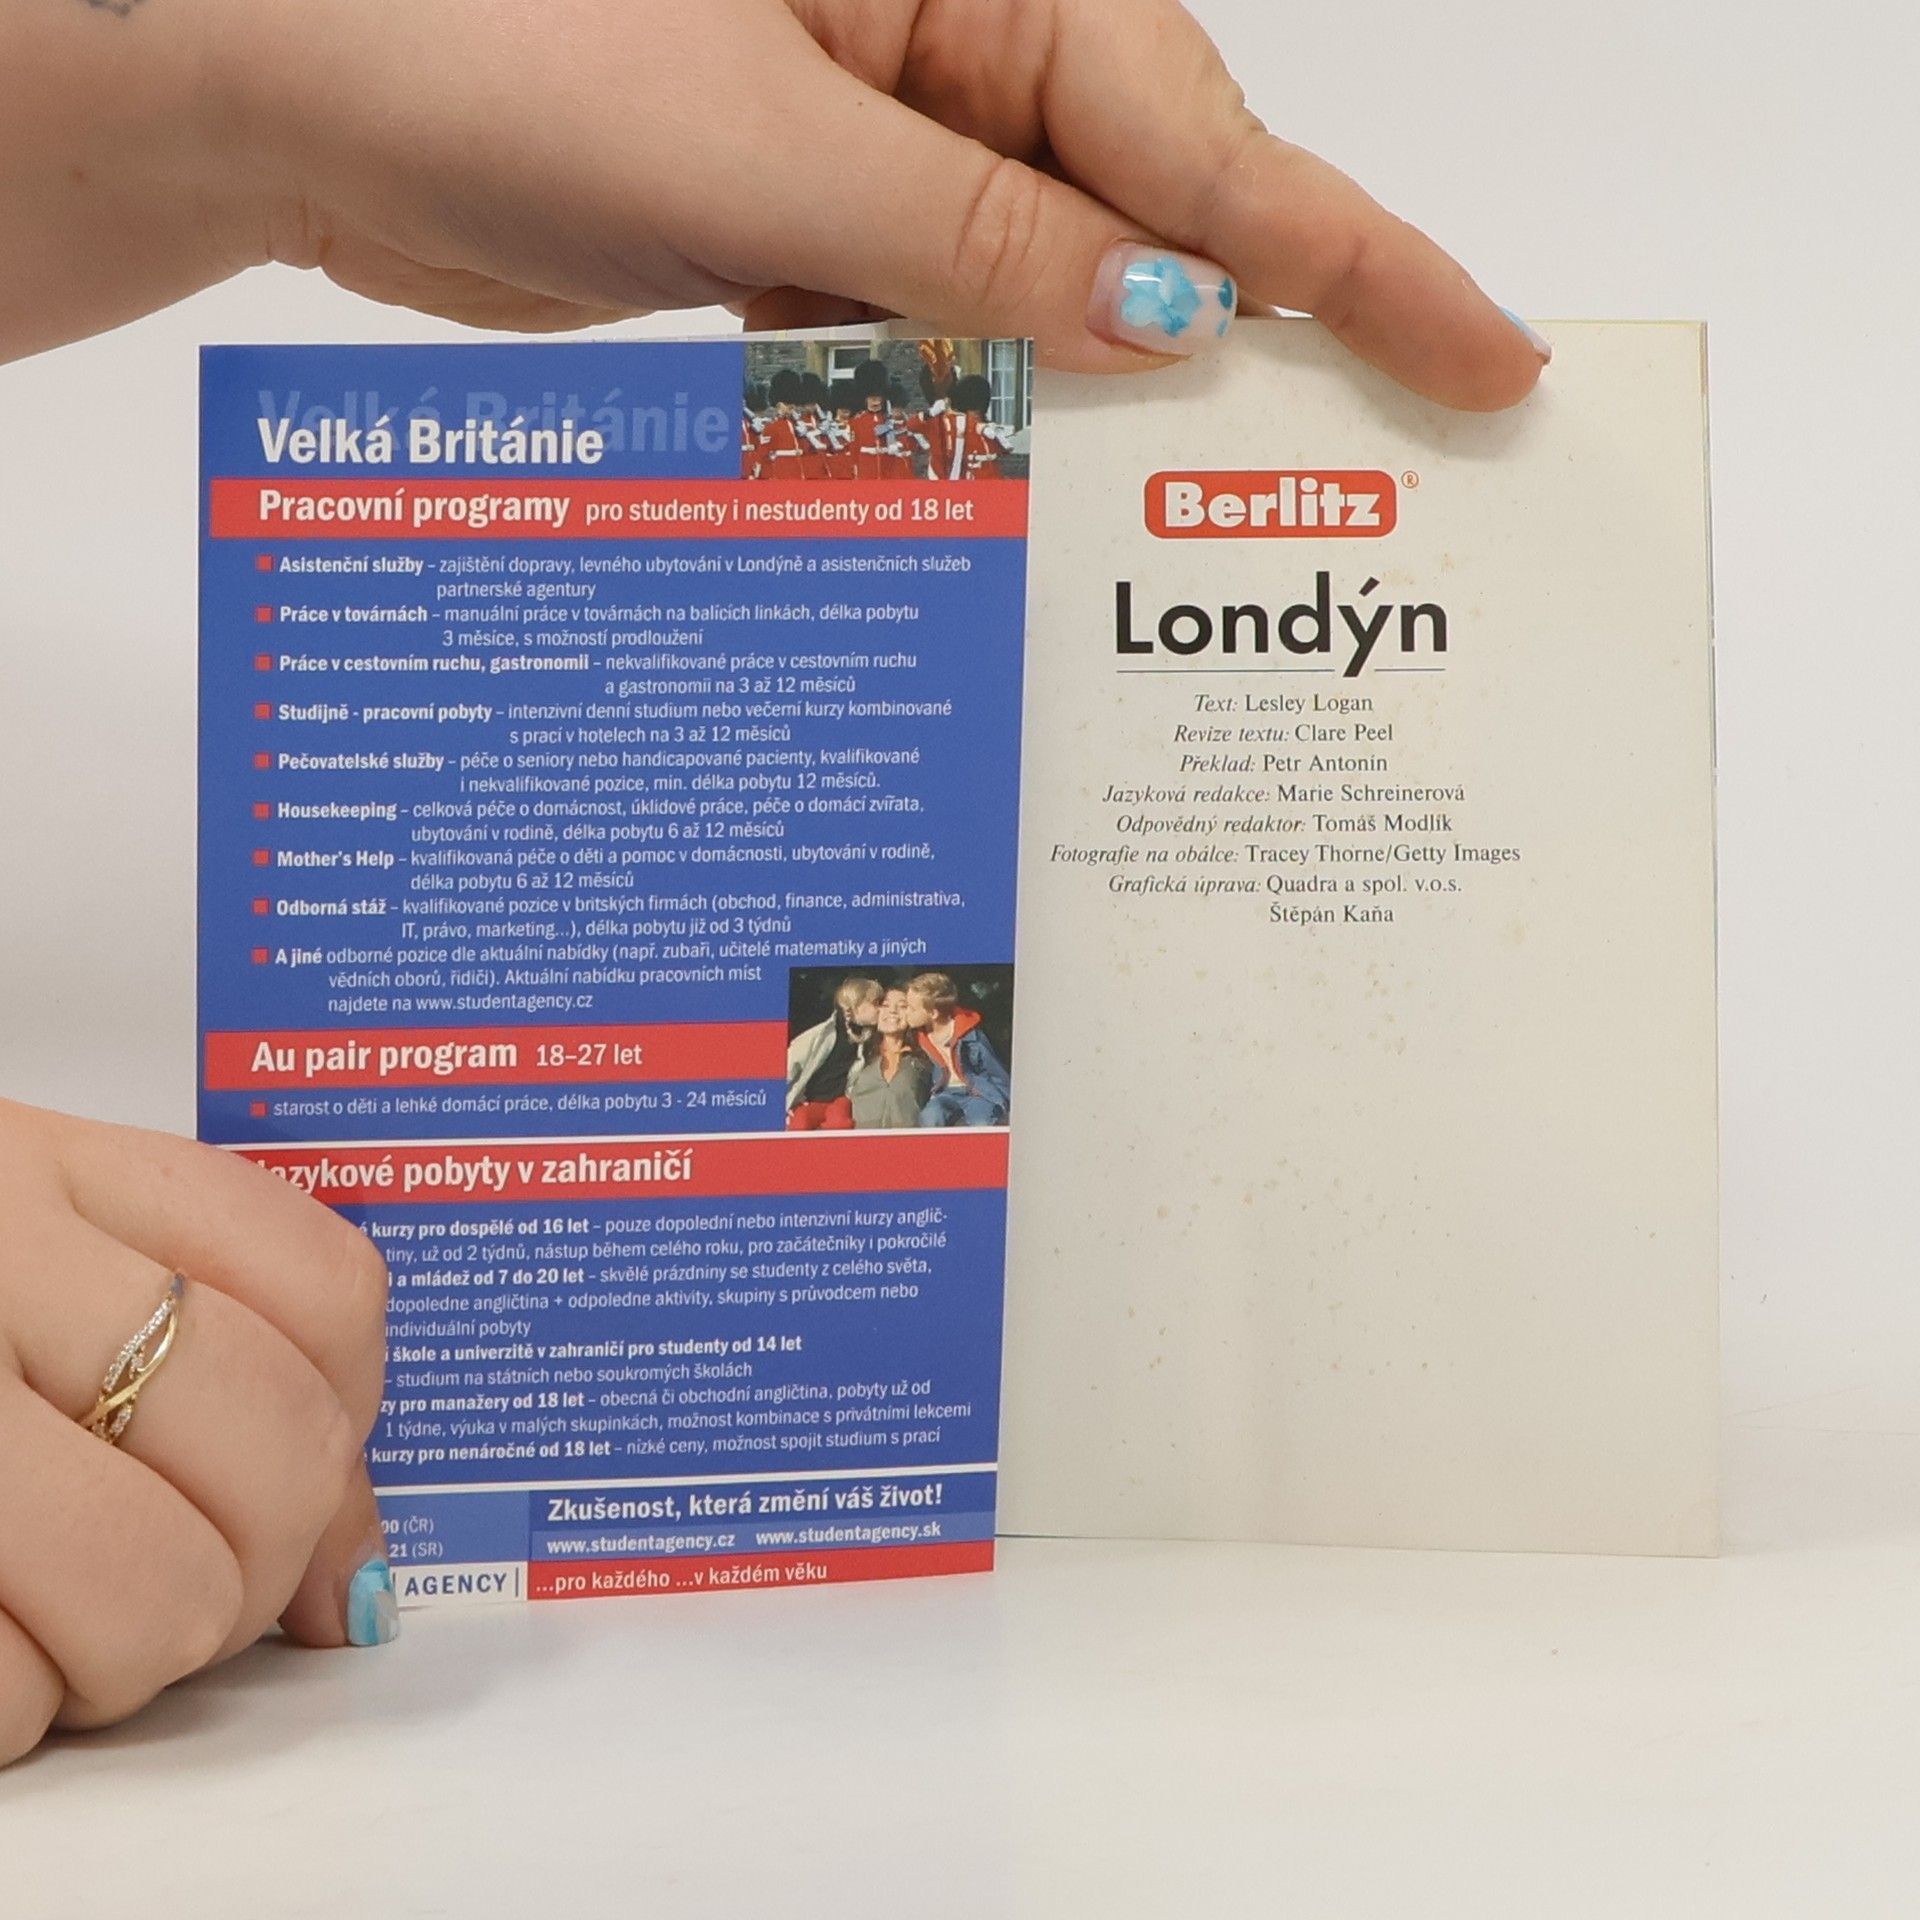 Velká Británie
Velká Británie
Pracovní programy pro studenty i nestudenty od 18 let
Asistenční služby – zajištění dopravy, levného ubytování v Londýně a asistenčních služeb
partnerské agentury
Práce v továrnách – manuální práce v továrnách na balicích linkách, délka pobytu
3 měsíce, s možností prodloužení
Práce v cestovním ruchu, gastronomii – nekvalifikované práce v cestovním ruchu
a gastronomii na 3 až 12 měsíců
Studijně - pracovní pobyty – intenzivní denní studium nebo večerní kurzy kombinované
s prací v hotelech na 3 až 12 měsíců
Pečovatelské služby – péče o seniory nebo handicapované pacienty, kvalifikované
i nekvalifikované pozice, min. délka pobytu 12 měsíců.
Housekeeping – celková péče o domácnost, úklidové práce, péče o domácí zvířata,
ubytování v rodině, délka pobytu 6 až 12 měsíců
Mother's Help – kvalifikovaná péče o děti a pomoc v domácnosti, ubytování v rodině,
délka pobytu 6 až 12 měsíců
Odborná stáž – kvalifikované pozice v britských firmách (obchod, finance, administrativa,
IT, právo, marketing...), délka pobytu již od 3 týdnů
A jiné odborné pozice dle aktuální nabídky (např. zubaři, učitelé matematiky a jiných
vědních oborů, řidiči). Aktuální nabídku pracovních míst
najdete na www.studentagency.cz
Au pair program 18–27 let
starost o děti a lehké domácí práce, délka pobytu 3 - 24 měsíců
azykové pobyty v zahraničí
kurzy pro dospělé od 16 let – pouze dopolední nebo intenzivní kurzy anglič-
tiny, už od 2 týdnů, nástup během celého roku, pro začátečníky i pokročilé
i a mládež od 7 do 20 let – skvělé prázdniny se studenty z celého světa,
dopoledne angličtina + odpoledne aktivity, skupiny s průvodcem nebo
individuální pobyty
í škole a univerzitě v zahraničí pro studenty od 14 let
– studium na státních nebo soukromých školách
zy pro manažery od 18 let – obecná či obchodní angličtina, pobyty už od
1 týdne, výuka v malých skupinkách, možnost kombinace s privátními lekcemi
kurzy pro nenáročné od 18 let – nízké ceny, možnost spojit studium s prací
00 (ČR)
21 (SR)
AGENCY
Zkušenost, která změní váš život!
www.studentagency.cz www.studentagency.sk
...pro každého ...v každém věku
Berlitz®
Londýn
Text: Lesley Logan
Revize textu: Clare Peel
Překlad: Petr Antonín
Jazyková redakce: Marie Schreinerová
Odpovědný redaktor: Tomáš Modlík
Fotografie na obálce: Tracey Thorne/Getty Images
Grafická úprava: Quadra a spol. v.o.s.
Štěpán Kaňa